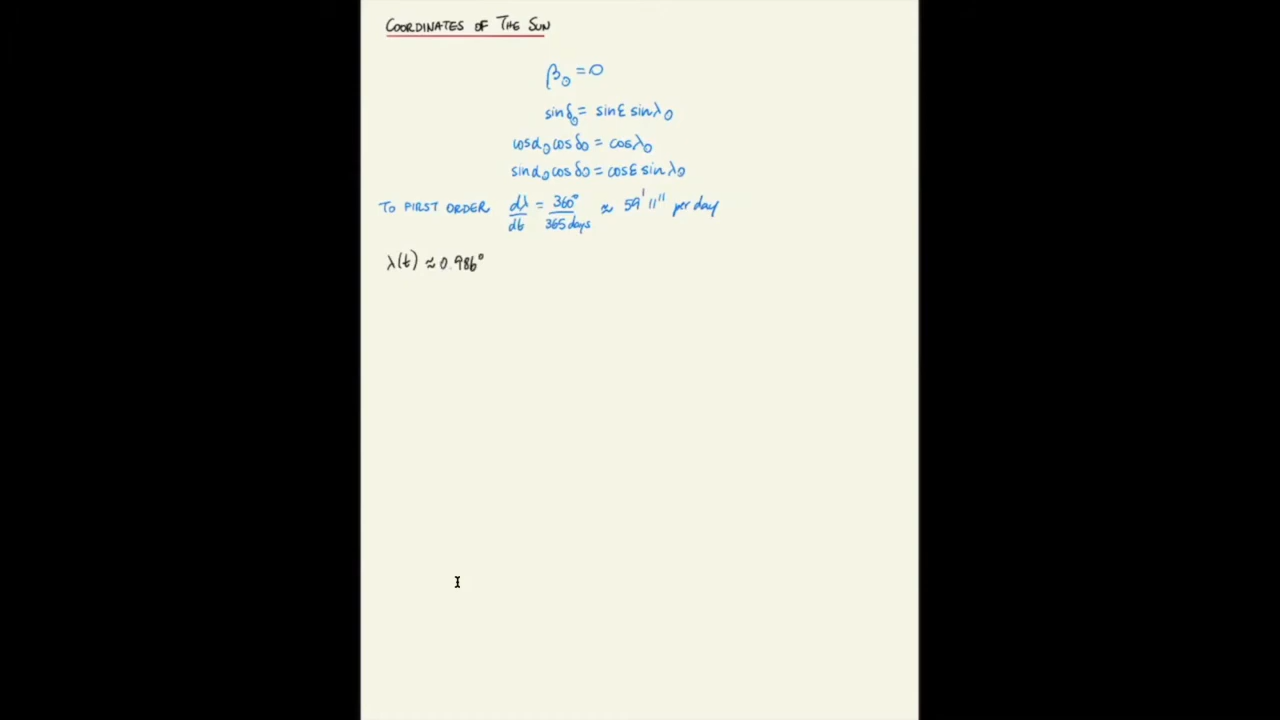 COORDINATES OF THE SUN
β⊙ = 0
sin δ⊙ = sin ε sin λ⊙
cos α⊙ cos δ⊙ = cos λ⊙
sin α⊙ cos δ⊙ = cos ε sin λ⊙
TO FIRST ORDER dλ/dt = 360°/365 days ≈ 59' 11'' per day
λ(t) ≈ 0.986°